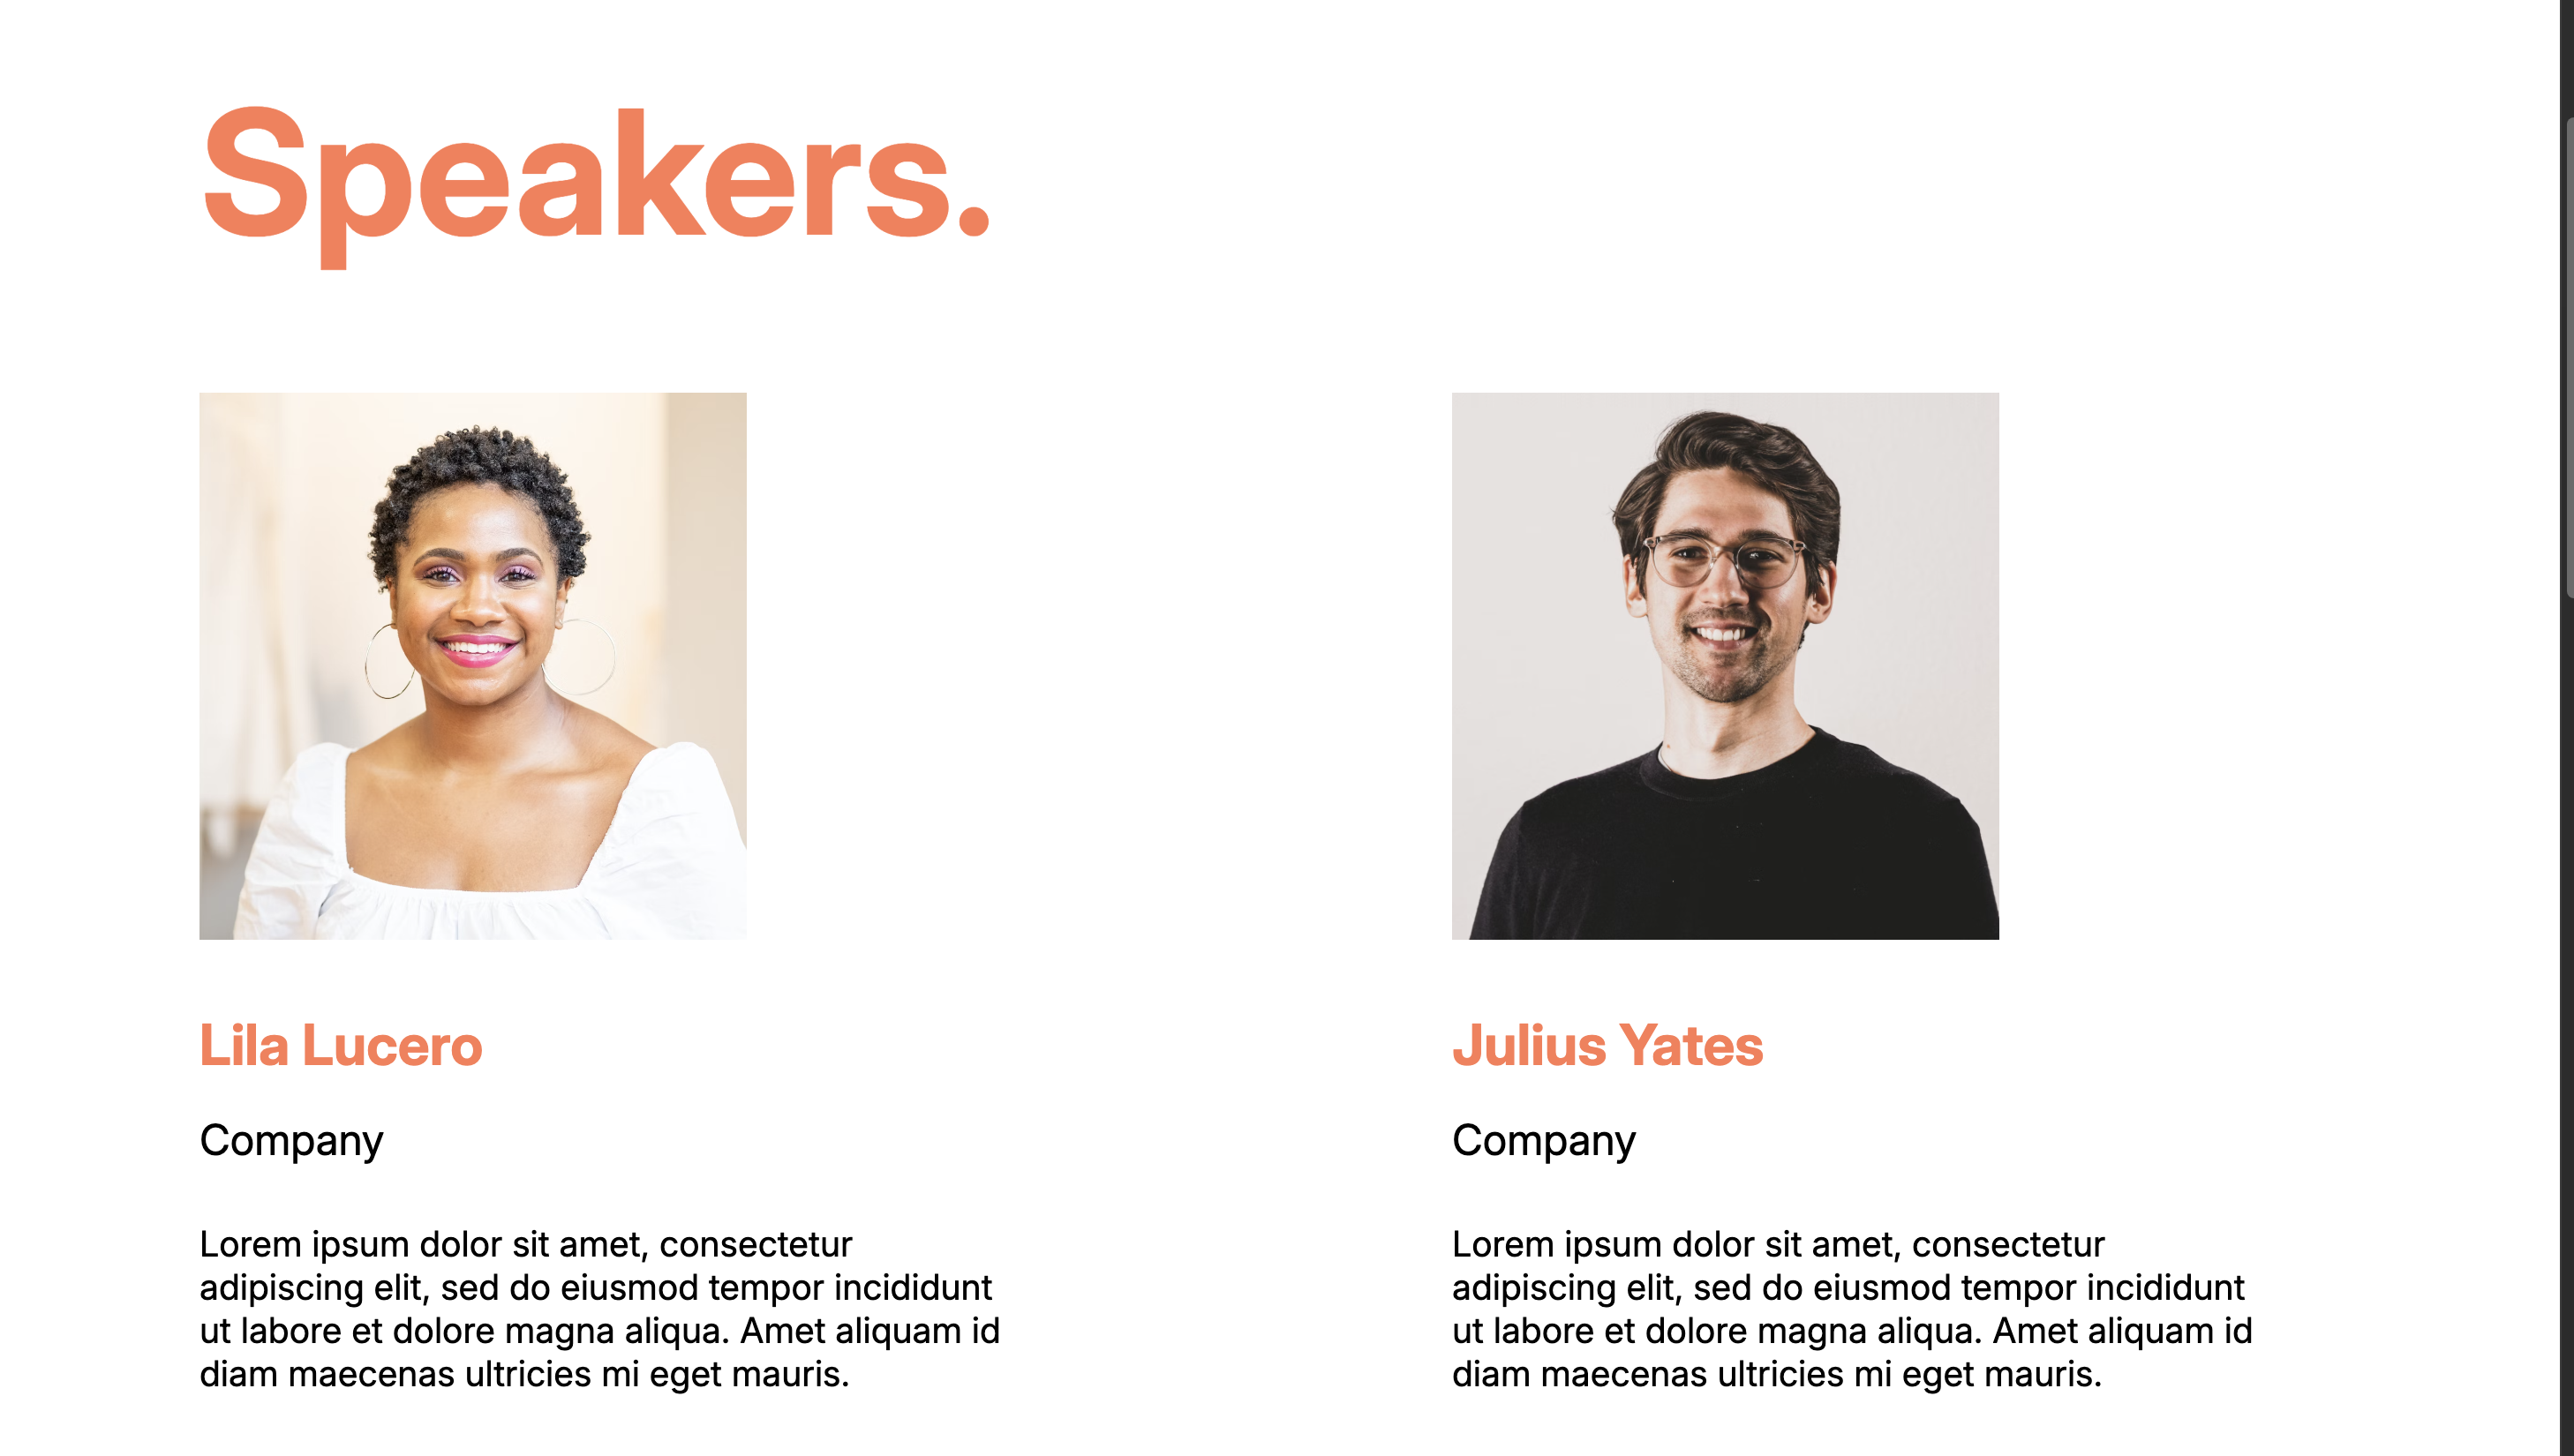 Speakers.
Lila Lucero
Company
Lorem ipsum dolor sit amet, consectetur
adipiscing elit, sed do eiusmod tempor incididunt
ut labore et dolore magna aliqua. Amet aliquam id
diam maecenas ultricies mi eget mauris.
Julius Yates
Company
Lorem ipsum dolor sit amet, consectetur
adipiscing elit, sed do eiusmod tempor incididunt
ut labore et dolore magna aliqua. Amet aliquam id
diam maecenas ultricies mi eget mauris.